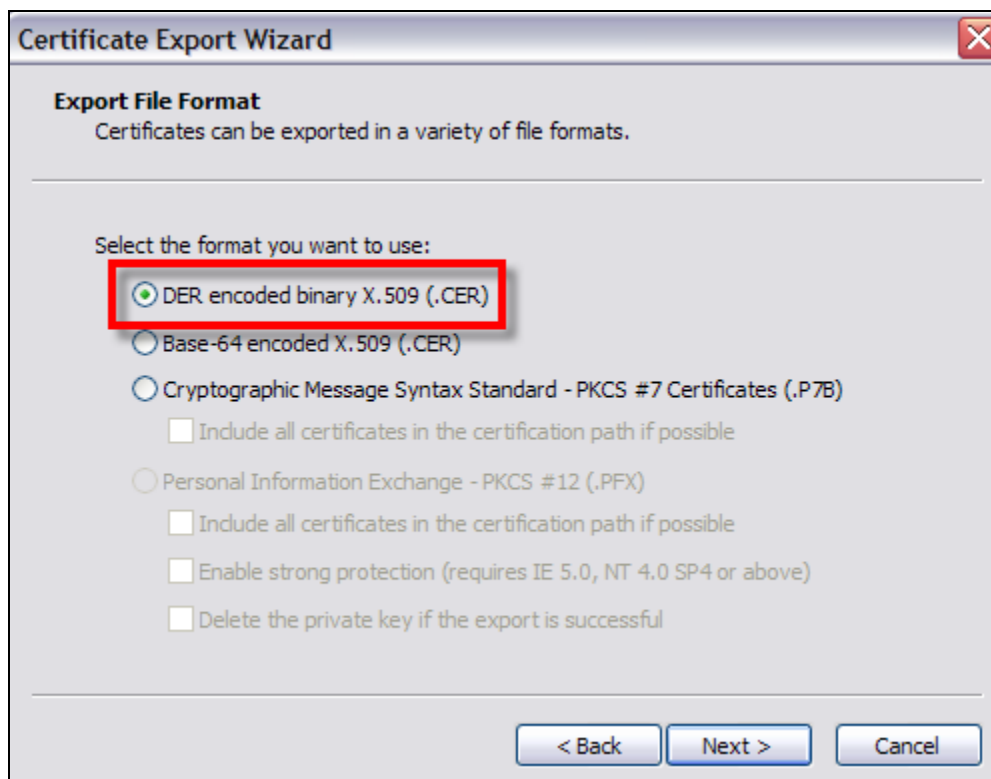 Certificate Export Wizard
Export File Format
Certificates can be exported in a variety of file formats.
Select the format you want to use:
DER encoded binary X.509 (.CER)
Base-64 encoded X.509 (.CER)
Cryptographic Message Syntax Standard - PKCS #7 Certificates (.P7B)
Include all certificates in the certification path if possible
Personal Information Exchange - PKCS #12 (.PFX)
Include all certificates in the certification path if possible
Enable strong protection (requires IE 5.0, NT 4.0 SP4 or above)
Delete the private key if the export is successful
< Back Next > Cancel